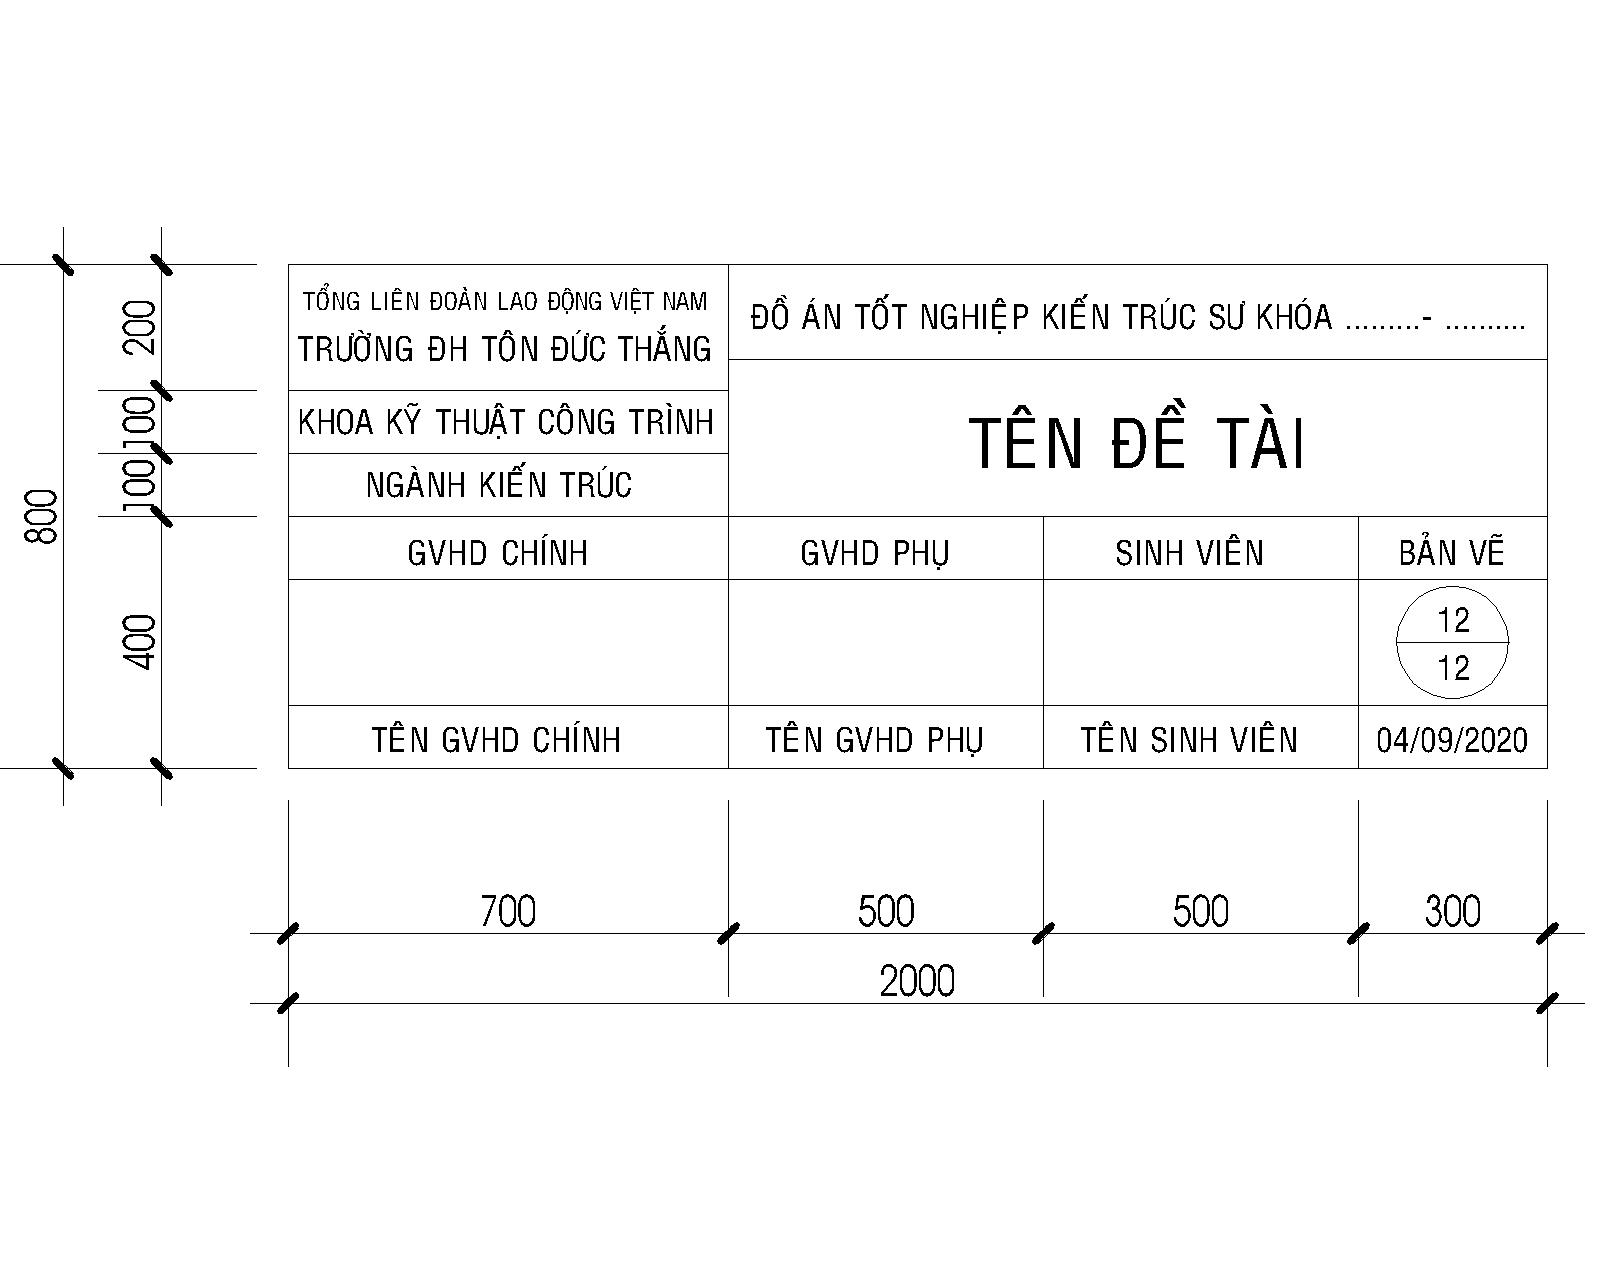 TỔNG LIÊN ĐOÀN LAO ĐỘNG VIỆT NAM
TRƯỜNG ĐH TÔN ĐỨC THẮNG
ĐỒ ÁN TỐT NGHIỆP KIẾN TRÚC SƯ KHÓA .........- ..........
KHOA KỸ THUẬT CÔNG TRÌNH
NGÀNH KIẾN TRÚC
TÊN ĐỀ TÀI
GVHD CHÍNH GVHD PHỤ SINH VIÊN BẢN VẼ
12
12
TÊN GVHD CHÍNH TÊN GVHD PHỤ TÊN SINH VIÊN 04/09/2020
800
200
100
100
400
700 500 500 300
2000